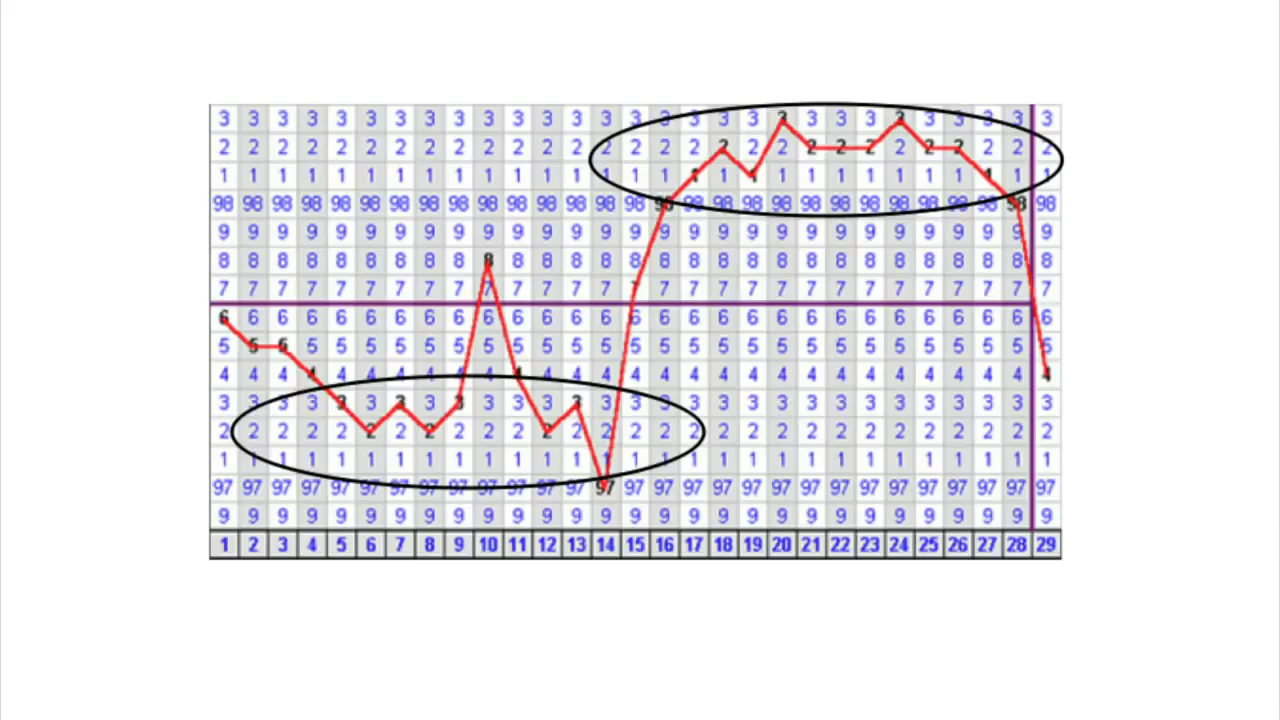 3 3 3 3 3 3 3 3 3 3 3 3 3 3 3 3 3 3 3 3 3 3 3 3 3 3 3 3 3
2 2 2 2 2 2 2 2 2 2 2 2 2 2 2 2 2 2 2 2 2 2 2 2 2 2 2 2 2
1 1 1 1 1 1 1 1 1 1 1 1 1 1 1 1 1 1 1 1 1 1 1 1 1 1 1 1 1
98 98 98 98 98 98 98 98 98 98 98 98 98 98 98 98 98 98 98 98 98 98 98 98 98 98 98 98 98
9 9 9 9 9 9 9 9 9 9 9 9 9 9 9 9 9 9 9 9 9 9 9 9 9 9 9 9 9
8 8 8 8 8 8 8 8 8 8 8 8 8 8 8 8 8 8 8 8 8 8 8 8 8 8 8 8 8
7 7 7 7 7 7 7 7 7 7 7 7 7 7 7 7 7 7 7 7 7 7 7 7 7 7 7 7 7
6 6 6 6 6 6 6 6 6 6 6 6 6 6 6 6 6 6 6 6 6 6 6 6 6 6 6 6 6
5 5 5 5 5 5 5 5 5 5 5 5 5 5 5 5 5 5 5 5 5 5 5 5 5 5 5 5 5
4 4 4 4 4 4 4 4 4 4 4 4 4 4 4 4 4 4 4 4 4 4 4 4 4 4 4 4 4
3 3 3 3 3 3 3 3 3 3 3 3 3 3 3 3 3 3 3 3 3 3 3 3 3 3 3 3 3
2 2 2 2 2 2 2 2 2 2 2 2 2 2 2 2 2 2 2 2 2 2 2 2 2 2 2 2 2
1 1 1 1 1 1 1 1 1 1 1 1 1 1 1 1 1 1 1 1 1 1 1 1 1 1 1 1 1
97 97 97 97 97 97 97 97 97 97 97 97 97 97 97 97 97 97 97 97 97 97 97 97 97 97 97 97 97
9 9 9 9 9 9 9 9 9 9 9 9 9 9 9 9 9 9 9 9 9 9 9 9 9 9 9 9 9
1 2 3 4 5 6 7 8 9 10 11 12 13 14 15 16 17 18 19 20 21 22 23 24 25 26 27 28 29